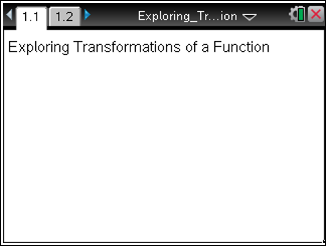 1.1 1.2 Exploring_Tr...ion
Exploring Transformations of a Function